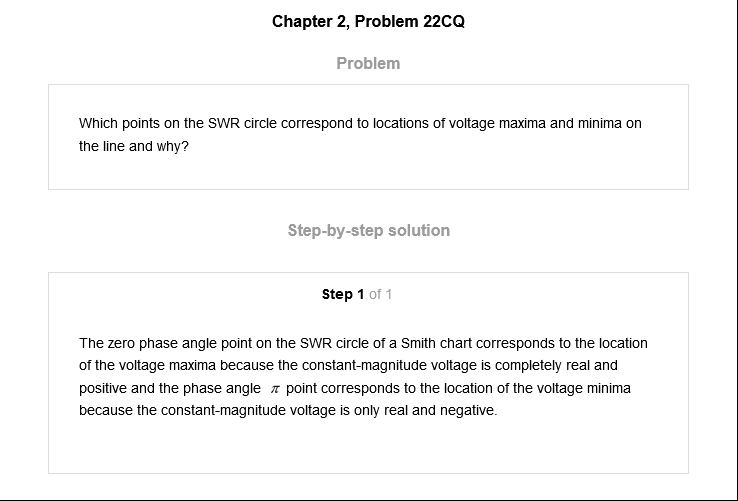 Chapter 2, Problem 22CQ
Problem
Which points on the SWR circle correspond to locations of voltage maxima and minima on
the line and why?
Step-by-step solution
Step 1 of 1
The zero phase angle point on the SWR circle of a Smith chart corresponds to the location
of the voltage maxima because the constant-magnitude voltage is completely real and
positive and the phase angle π point corresponds to the location of the voltage minima
because the constant-magnitude voltage is only real and negative.